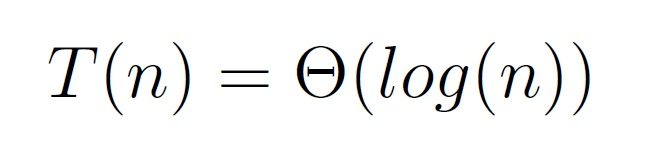 T(n) = Θ(log(n))